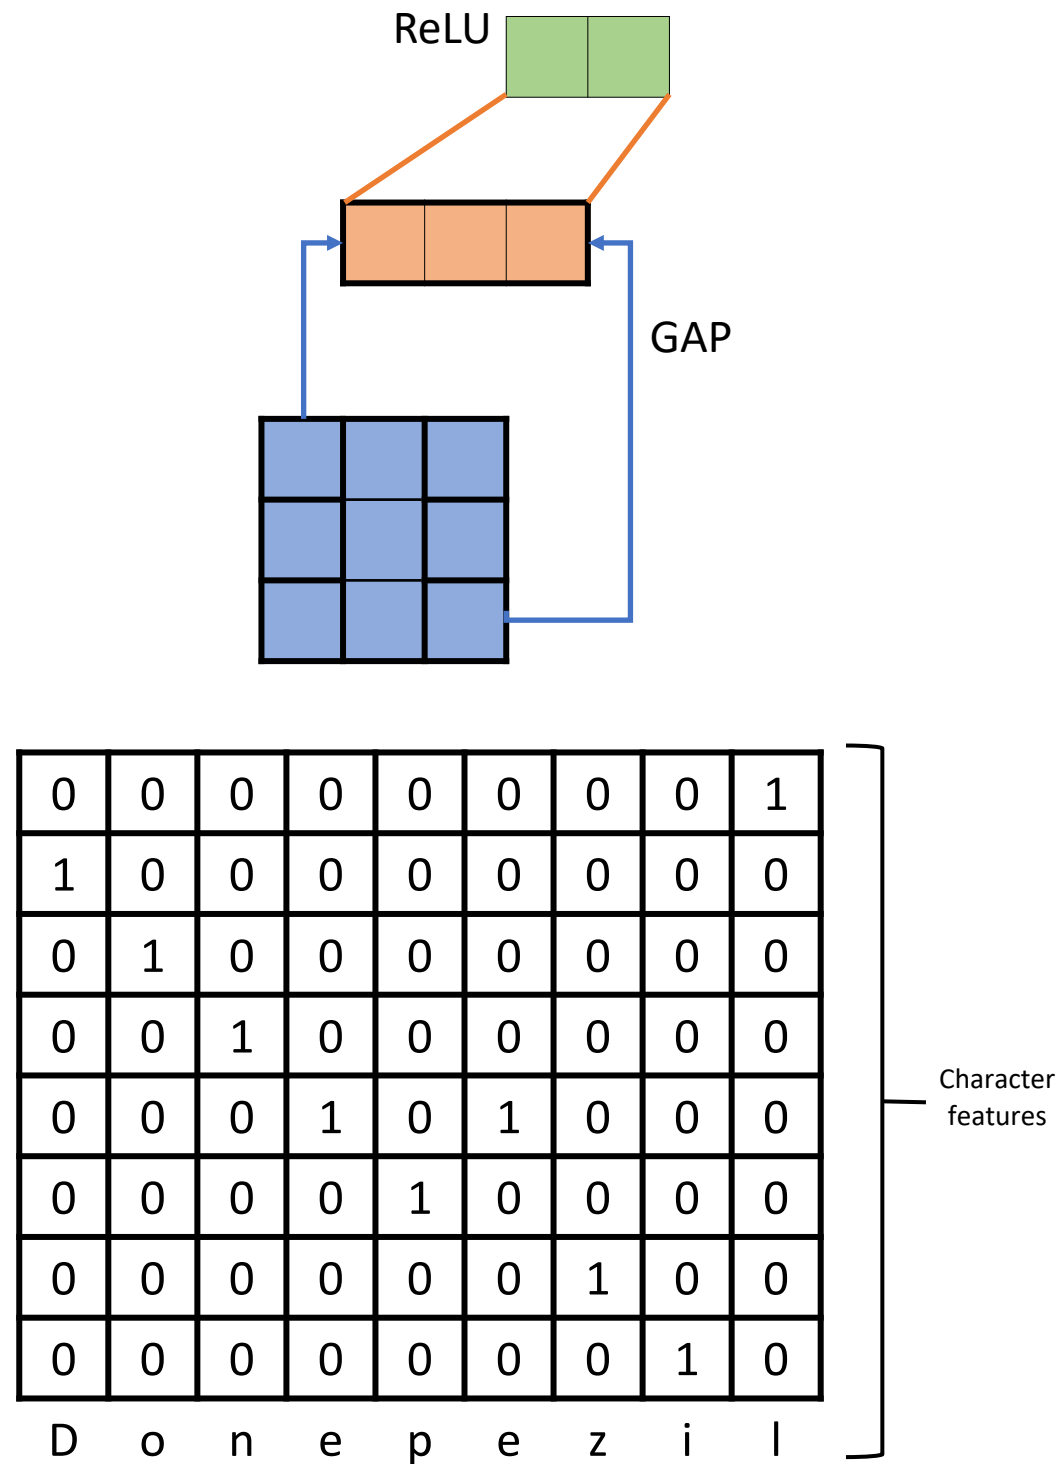 ReLU
GAP
0 0 0 0 0 0 0 0 1
1 0 0 0 0 0 0 0 0
0 1 0 0 0 0 0 0 0
0 0 1 0 0 0 0 0 0
0 0 0 1 0 1 0 0 0
0 0 0 0 1 0 0 0 0
0 0 0 0 0 0 1 0 0
0 0 0 0 0 0 0 1 0
D o n e p e z i l
Character
features